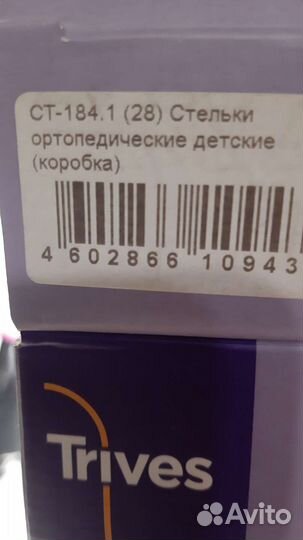 СТ-184.1 (28) Стельки
ортопедические детские
(коробка)
4 602866 10943
Trives
Avito